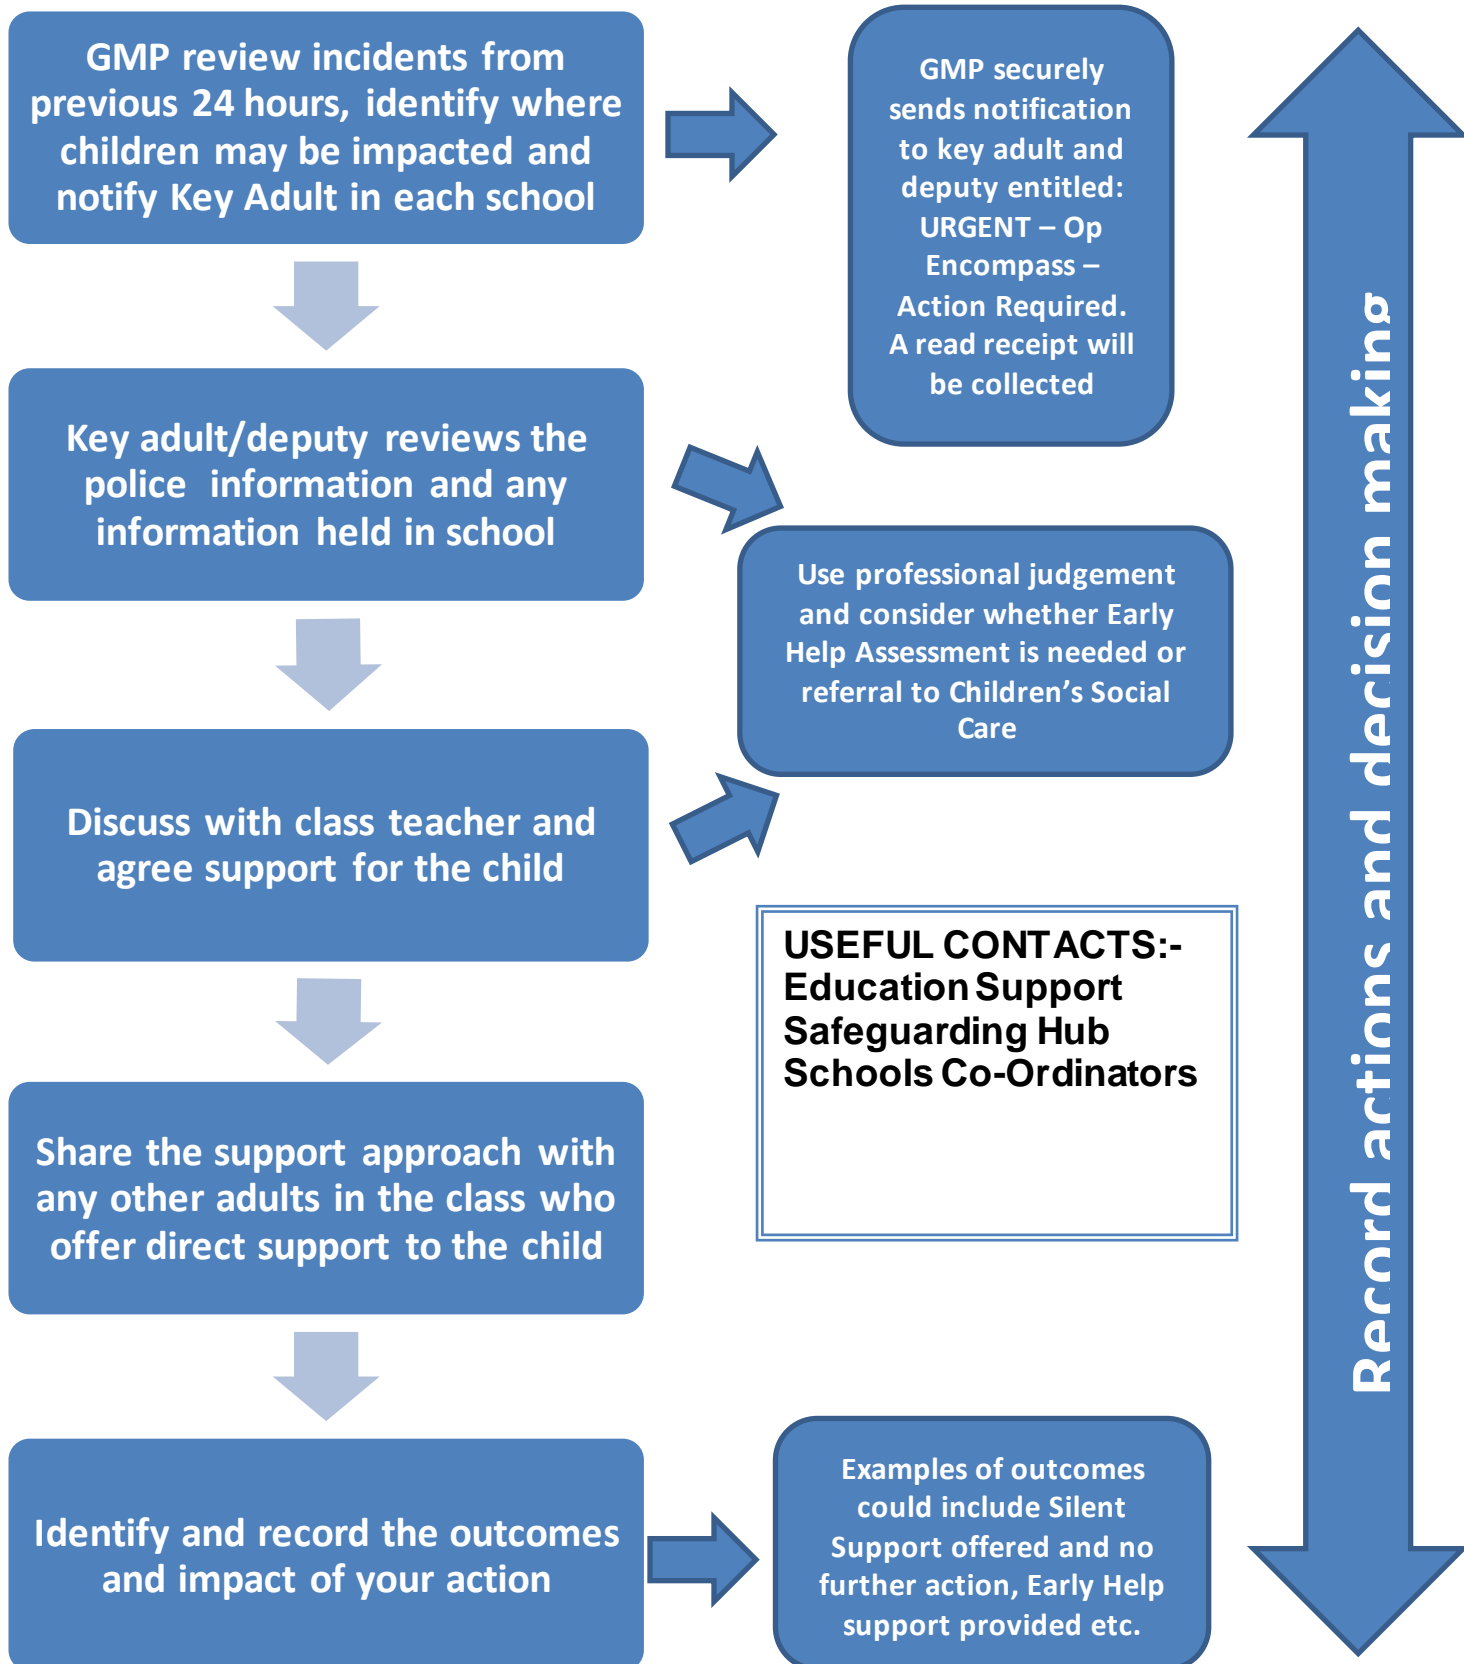 GMP review incidents from
previous 24 hours, identify where
children may be impacted and
notify Key Adult in each school
GMP securely
sends notification
to key adult and
deputy entitled:
URGENT – Op
Encompass –
Action Required.
A read receipt will
be collected
Key adult/deputy reviews the
police information and any
information held in school
Use professional judgement
and consider whether Early
Help Assessment is needed or
referral to Children’s Social
Care
Discuss with class teacher and
agree support for the child
USEFUL CONTACTS:-
Education Support
Safeguarding Hub
Schools Co-Ordinators
Share the support approach with
any other adults in the class who
offer direct support to the child
Identify and record the outcomes
and impact of your action
Examples of outcomes
could include Silent
Support offered and no
further action, Early Help
support provided etc.
Record actions and decision making